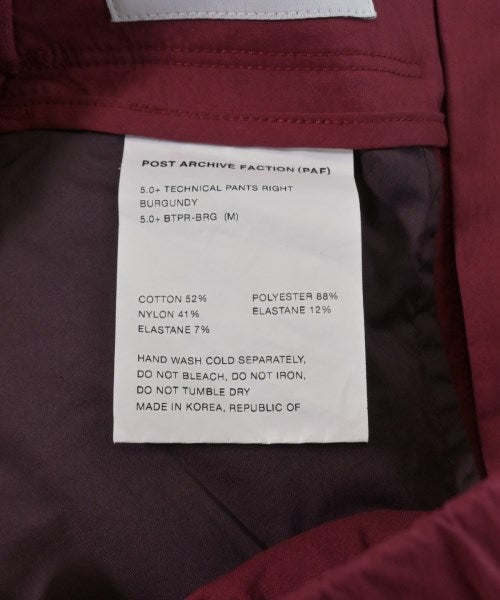 POST ARCHIVE FACTION (PAF)
5.0+ TECHNICAL PANTS RIGHT
BURGUNDY
5.0+ BTPR-BRG (M)
COTTON 52%
NYLON 41%
ELASTANE 7%
POLYESTER 88%
ELASTANE 12%
HAND WASH COLD SEPARATELY,
DO NOT BLEACH, DO NOT IRON,
DO NOT TUMBLE DRY
MADE IN KOREA, REPUBLIC OF